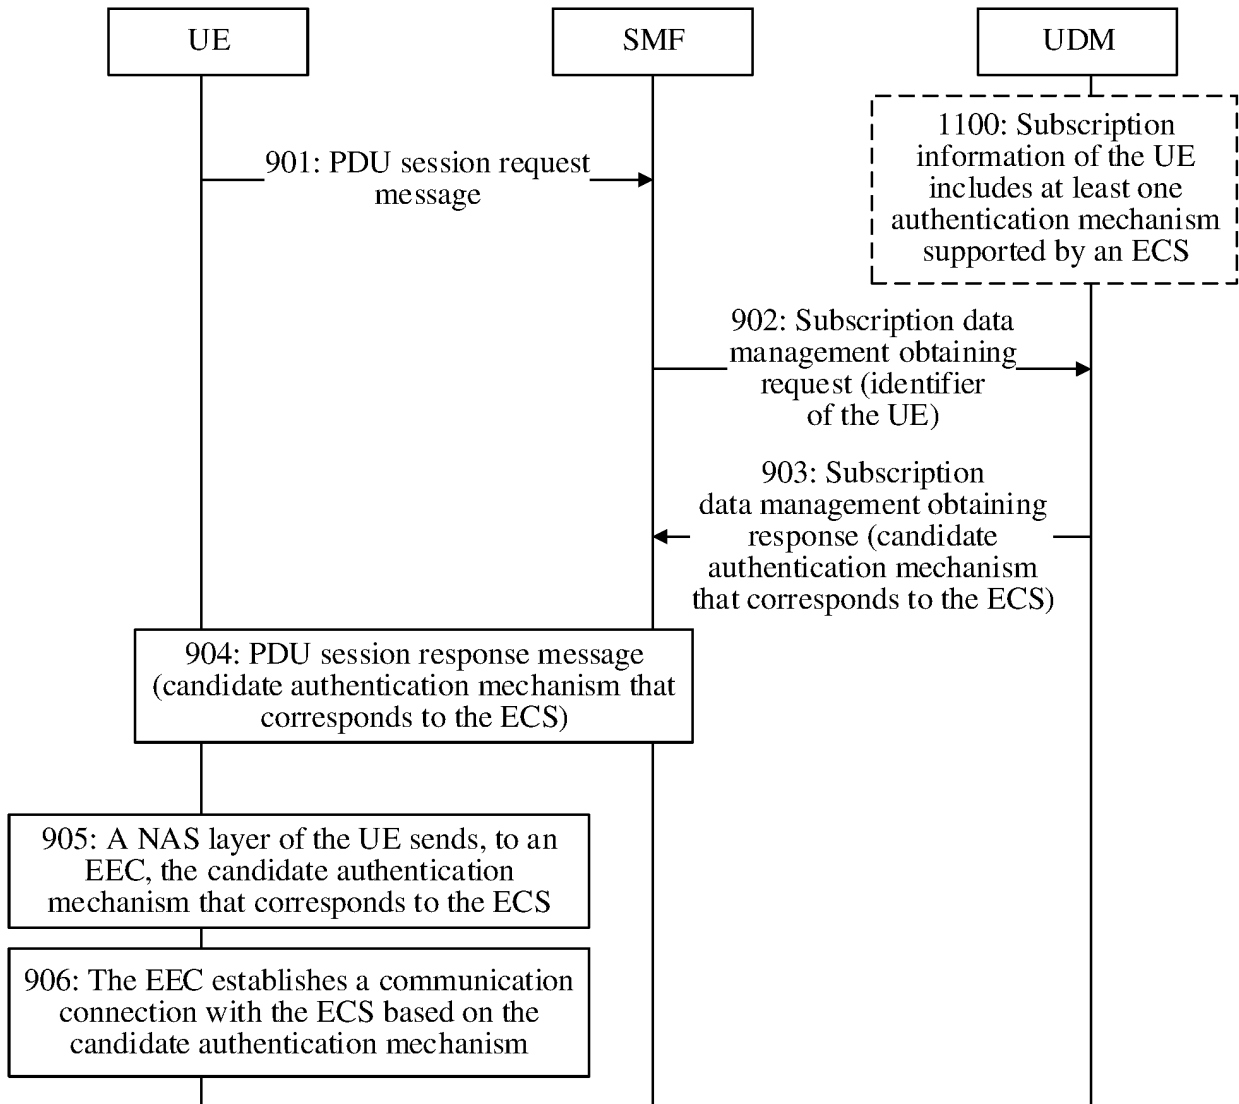 UE
SMF
UDM
1100: Subscription
information of the UE
includes at least one
authentication mechanism
supported by an ECS
901: PDU session request
message
902: Subscription data
management obtaining
request (identifier
of the UE)
903: Subscription
data management obtaining
response (candidate
authentication mechanism
that corresponds to the ECS)
904: PDU session response message
(candidate authentication mechanism that
corresponds to the ECS)
905: A NAS layer of the UE sends, to an
EEC, the candidate authentication
mechanism that corresponds to the ECS
906: The EEC establishes a communication
connection with the ECS based on the
candidate authentication mechanism